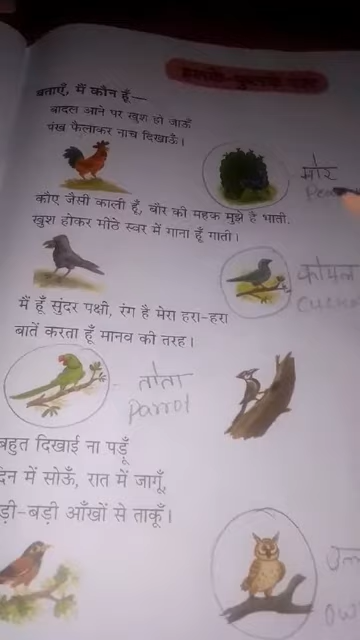 बताएँ, मैं कौन हूँ—
बादल आने पर खुश हो जाऊँ
पंख फैलाकर नाच दिखाऊँ।
मोर
कौए जैसी काली हूँ, बौर की महक मुझे है भाती.
खुश होकर मीठे स्वर में गाना हूँ गाती।
कोयल
मैं हूँ सुंदर पक्षी, रंग है मेरा हरा-हरा
बातें करता हूँ मानव की तरह।
तोता
Parrot
बहुत दिखाई ना पड़ूँ
दिन में सोऊँ, रात में जागूँ,
ड़ी-बड़ी आँखों से ताकूँ।